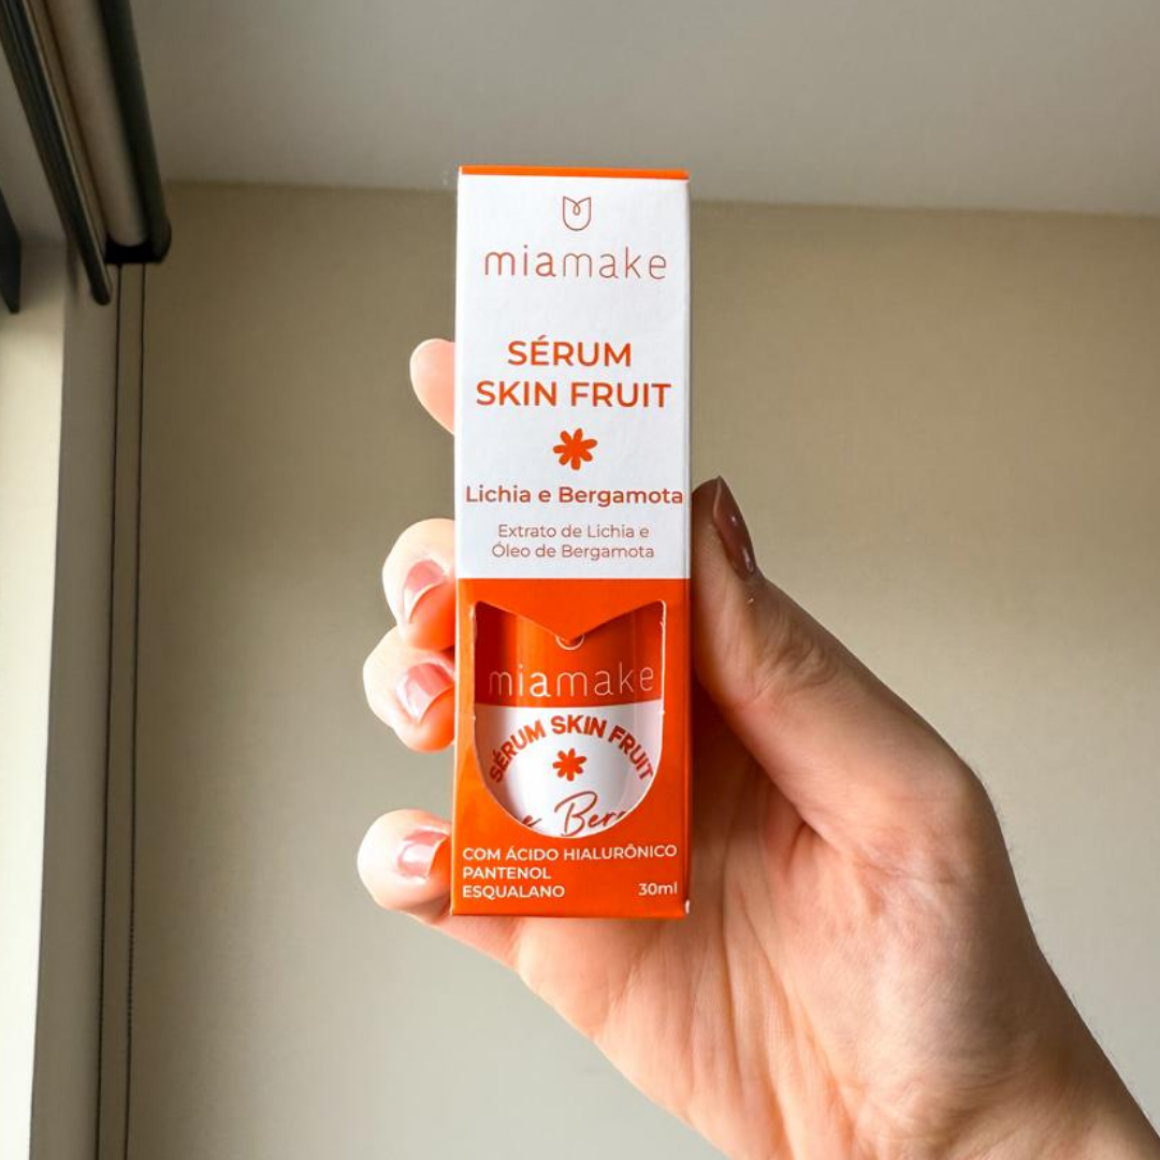 miamake
SÉRUM
SKIN FRUIT
Lichia e Bergamota
Extrato de Lichia e
Óleo de Bergamota
miamake
SÉRUM SKIN FRUIT
e
COM ÁCIDO HIALURÔNICO
PANTENOL
ESQUALANO 30ml